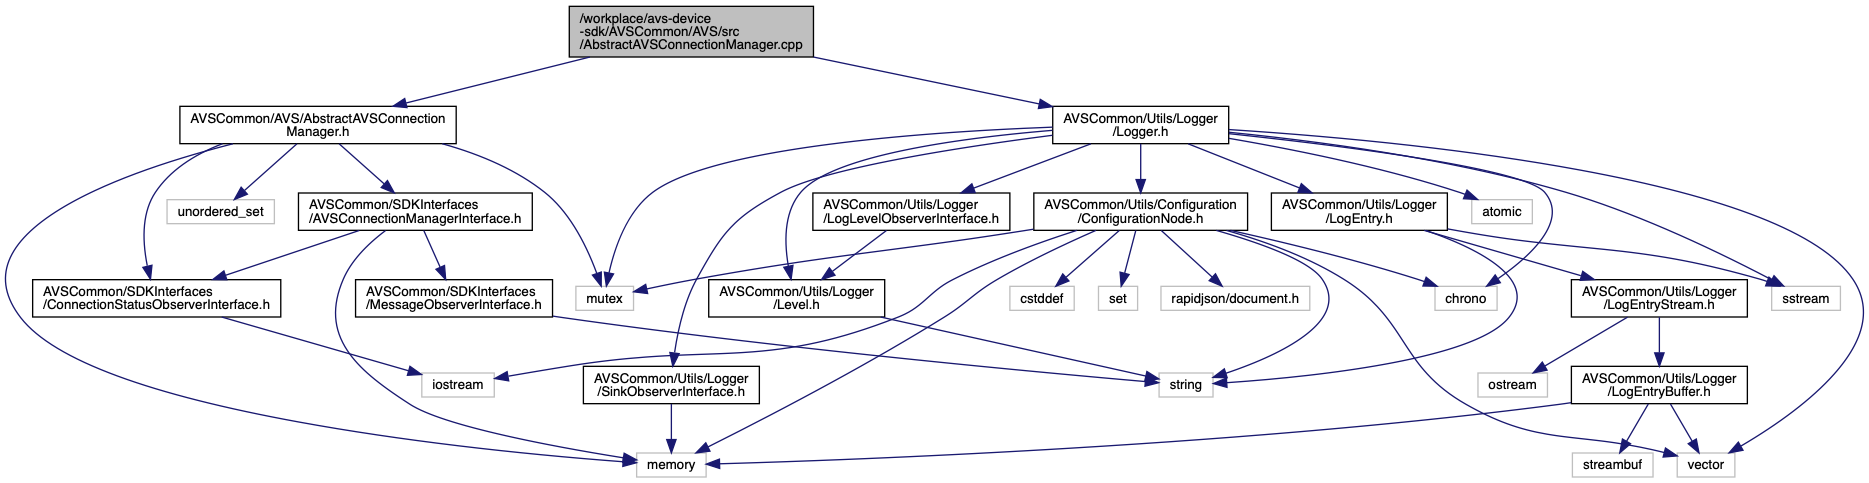 /workplace/avs-device
-sdk/AVSCommon/AVS/src
/AbstractAVSConnectionManager.cpp
AVSCommon/AVS/AbstractAVSConnection
Manager.h
AVSCommon/Utils/Logger
/Logger.h
unordered_set
AVSCommon/SDKInterfaces
/AVSConnectionManagerInterface.h
AVSCommon/Utils/Logger
/LogLevelObserverInterface.h
AVSCommon/Utils/Configuration
/ConfigurationNode.h
AVSCommon/Utils/Logger
/LogEntry.h
atomic
AVSCommon/SDKInterfaces
/ConnectionStatusObserverInterface.h
AVSCommon/SDKInterfaces
/MessageObserverInterface.h
mutex
AVSCommon/Utils/Logger
/Level.h
cstddef
set
rapidjson/document.h
chrono
AVSCommon/Utils/Logger
/LogEntryStream.h
sstream
iostream
AVSCommon/Utils/Logger
/SinkObserverInterface.h
string
ostream
AVSCommon/Utils/Logger
/LogEntryBuffer.h
memory
streambuf
vector